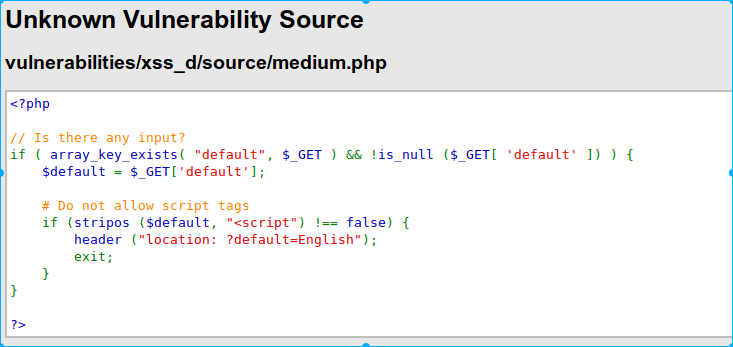 Unknown Vulnerability Source
vulnerabilities/xss_d/source/medium.php
<?php
// Is there any input?
if ( array_key_exists( "default", $_GET ) && !is_null ($_GET[ 'default' ]) ) {
    $default = $_GET['default'];
    # Do not allow script tags
    if (stripos ($default, "<script") !== false) {
        header ("location: ?default=English");
        exit;
    }
}
?>